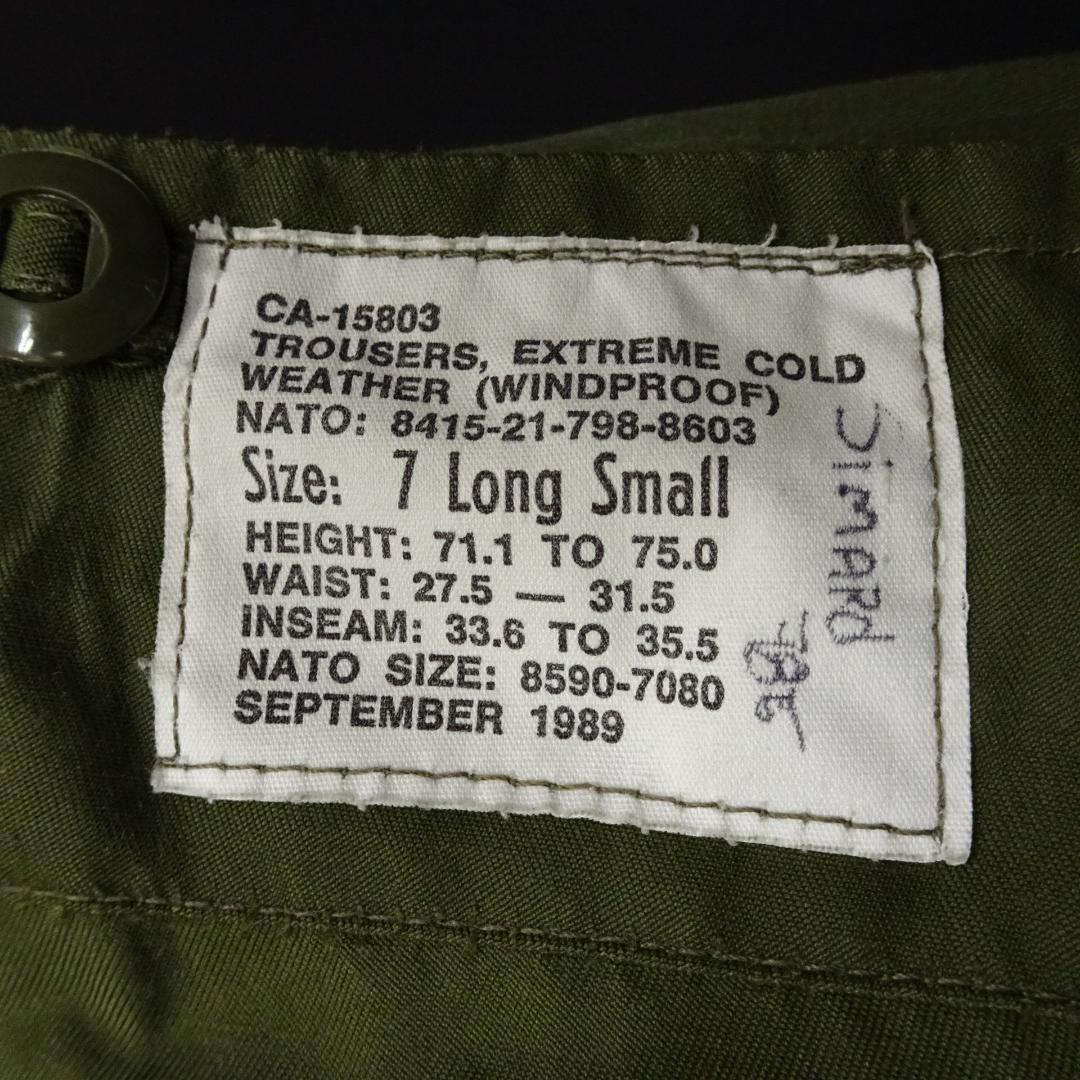 CA-15803
TROUSERS, EXTREME COLD
WEATHER (WINDPROOF)
NATO: 8415-21-798-8603
Size: 7 Long Small
HEIGHT: 71.1 TO 75.0
WAIST: 27.5 — 31.5
INSEAM: 33.6 TO 35.5
NATO SIZE: 8590-7080
SEPTEMBER 1989
SimARd